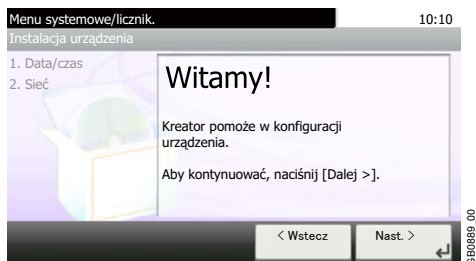 Menu systemowe/licznik.
10:10
Instalacja urządzenia
1. Data/czas
2. Sieć
Witamy!
Kreator pomoże w konfiguracji
urządzenia.
Aby kontynuować, naciśnij [Dalej >].
< Wstecz
Nast. >
GB0889_00